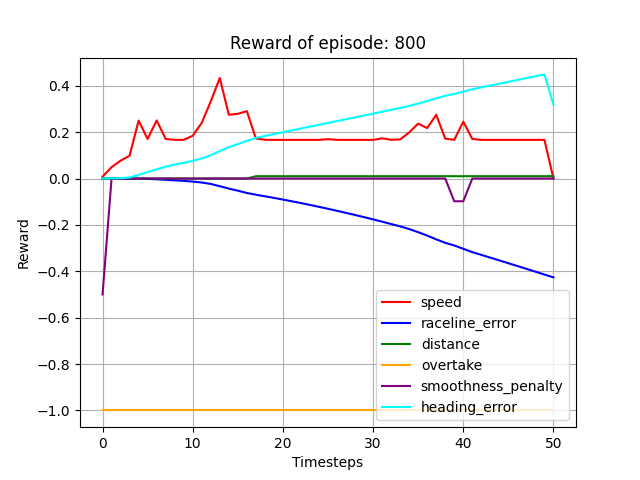 Reward of episode: 800
Reward
0.4
0.2
0.0
−0.2
−0.4
−0.6
−0.8
−1.0
speed
raceline_error
distance
overtake
smoothness_penalty
heading_error
0 10 20 30 40 50
Timesteps